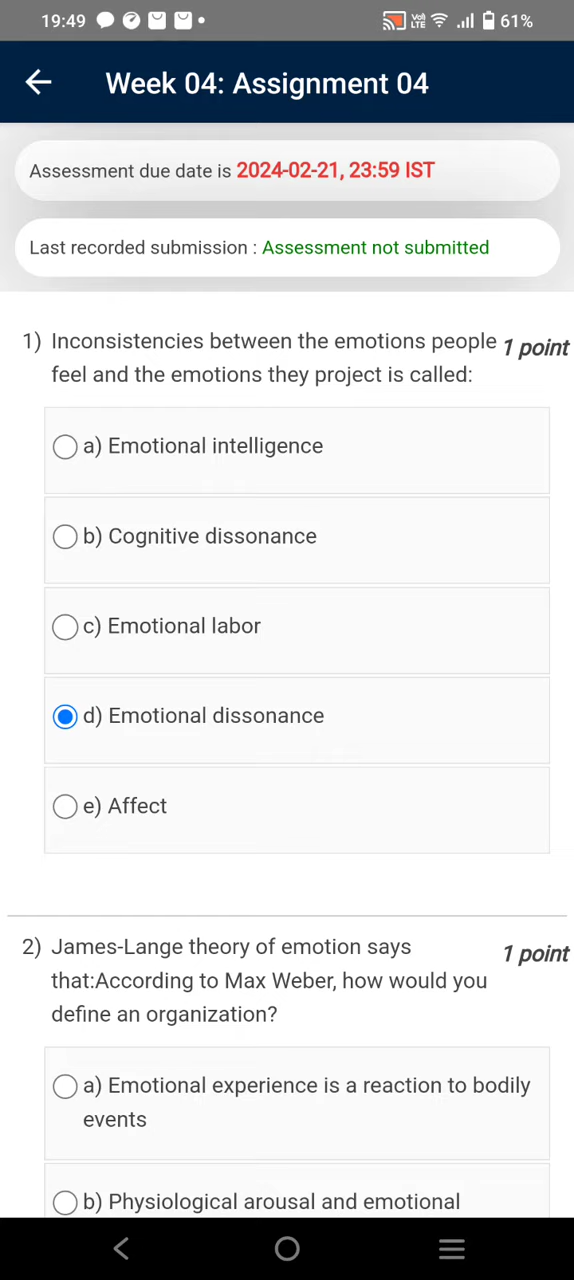 19:49
Vo) LTE
61%
Week 04: Assignment 04
Assessment due date is 2024-02-21, 23:59 IST
Last recorded submission : Assessment not submitted
1) Inconsistencies between the emotions people 1 point
feel and the emotions they project is called:
a) Emotional intelligence
b) Cognitive dissonance
c) Emotional labor
d) Emotional dissonance
e) Affect
2) James-Lange theory of emotion says 1 point
that:According to Max Weber, how would you
define an organization?
a) Emotional experience is a reaction to bodily
events
b) Physiological arousal and emotional